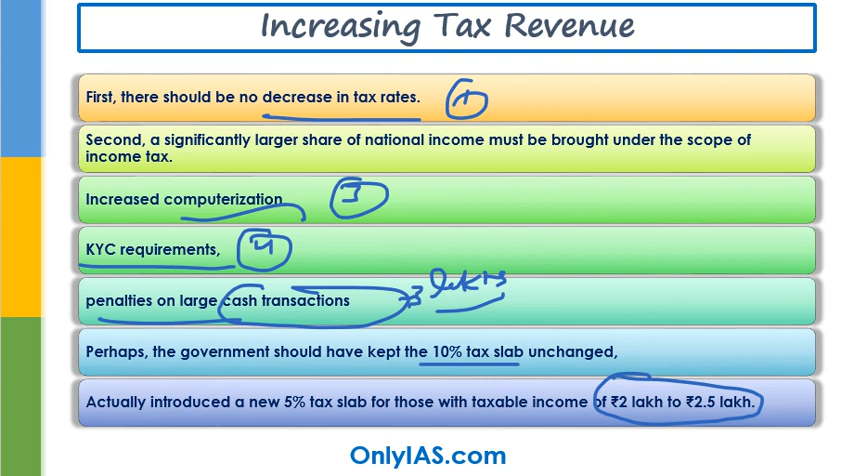 Increasing Tax Revenue
First, there should be no decrease in tax rates.
Second, a significantly larger share of national income must be brought under the scope of
income tax.
Increased computerization
3
KYC requirements,
4
penalties on large cash transactions
3 lakhs
Perhaps, the government should have kept the 10% tax slab unchanged,
Actually introduced a new 5% tax slab for those with taxable income of ₹2 lakh to ₹2.5 lakh.
OnlyIAS.com